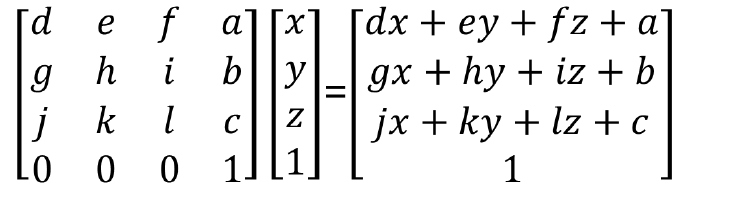 [d e f a] [x] [dx + ey + fz + a]
[g h i b] [y] = [gx + hy + iz + b]
[j k l c] [z] [jx + ky + lz + c]
[0 0 0 1] [1] [1]